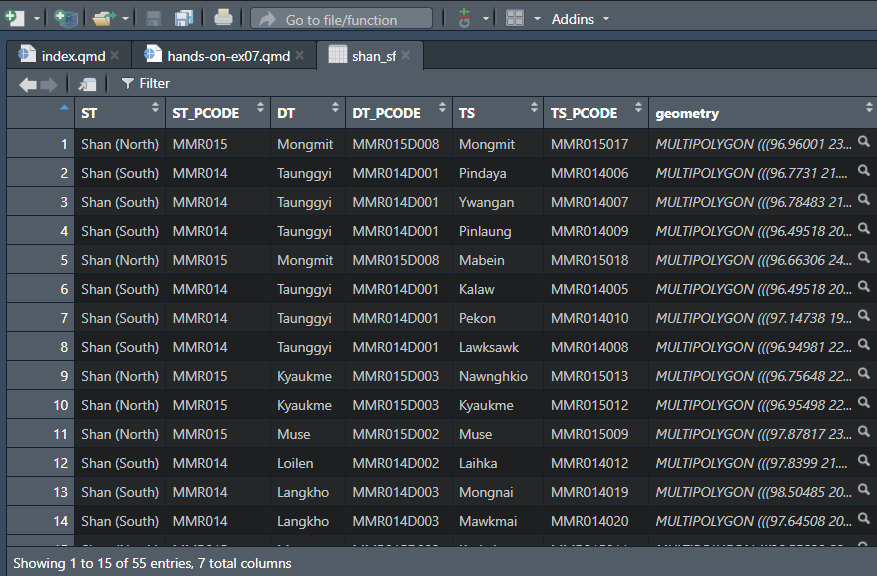 Go to file/function Addins
index.qmd hands-on-ex07.qmd shan_sf
Filter
ST ST_PCODE DT DT_PCODE TS TS_PCODE geometry
1 Shan (North) MMR015 Mongmit MMR015D008 Mongmit MMR015017 MULTIPOLYGON (((96.96001 23...
2 Shan (South) MMR014 Taunggyi MMR014D001 Pindaya MMR014006 MULTIPOLYGON (((96.7731 21....
3 Shan (South) MMR014 Taunggyi MMR014D001 Ywangan MMR014007 MULTIPOLYGON (((96.78483 21...
4 Shan (South) MMR014 Taunggyi MMR014D001 Pinlaung MMR014009 MULTIPOLYGON (((96.49518 20...
5 Shan (North) MMR015 Mongmit MMR015D008 Mabein MMR015018 MULTIPOLYGON (((96.66306 24...
6 Shan (South) MMR014 Taunggyi MMR014D001 Kalaw MMR014005 MULTIPOLYGON (((96.49518 20...
7 Shan (South) MMR014 Taunggyi MMR014D001 Pekon MMR014010 MULTIPOLYGON (((97.14738 19...
8 Shan (South) MMR014 Taunggyi MMR014D001 Lawksawk MMR014008 MULTIPOLYGON (((96.94981 22...
9 Shan (North) MMR015 Kyaukme MMR015D003 Nawnghkio MMR015013 MULTIPOLYGON (((96.75648 22...
10 Shan (North) MMR015 Kyaukme MMR015D003 Kyaukme MMR015012 MULTIPOLYGON (((96.95498 22...
11 Shan (North) MMR015 Muse MMR015D002 Muse MMR015009 MULTIPOLYGON (((97.87817 23...
12 Shan (South) MMR014 Loilen MMR014D002 Laihka MMR014012 MULTIPOLYGON (((97.8399 21....
13 Shan (South) MMR014 Langkho MMR014D003 Mongnai MMR014019 MULTIPOLYGON (((98.50485 20...
14 Shan (South) MMR014 Langkho MMR014D003 Mawkmai MMR014020 MULTIPOLYGON (((97.64508 20...
Showing 1 to 15 of 55 entries, 7 total columns